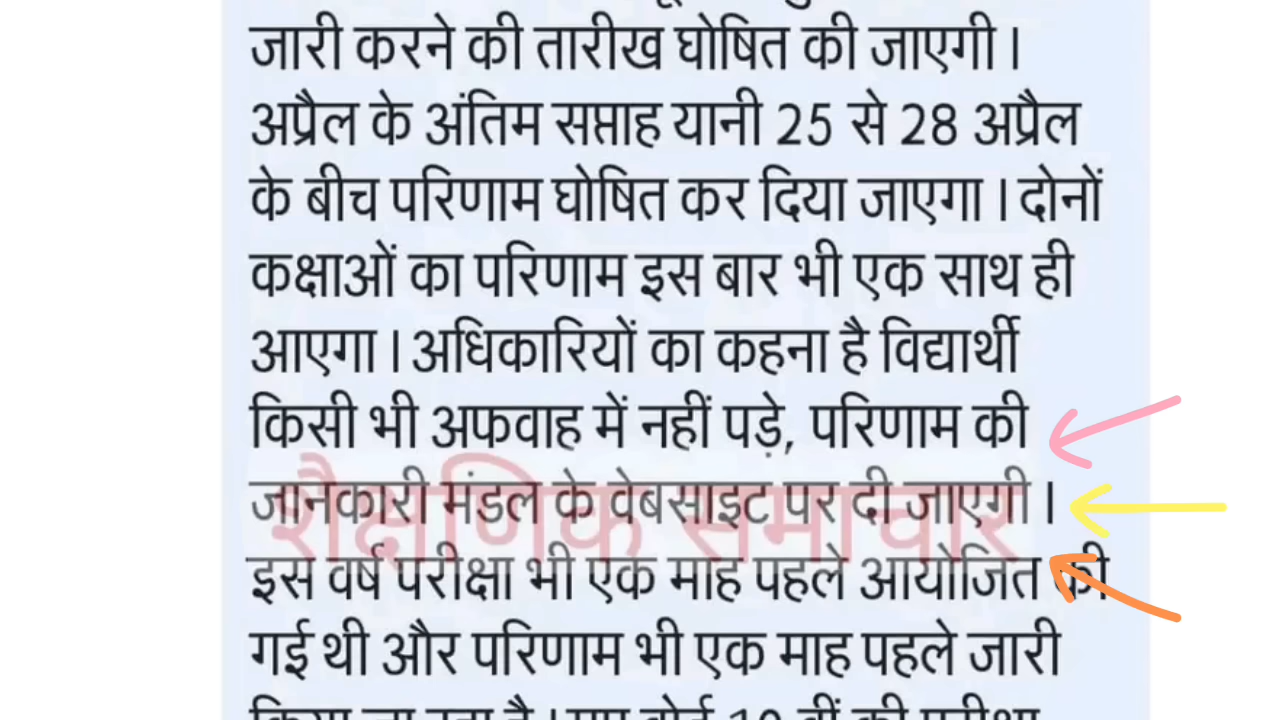 जारी करने की तारीख घोषित की जाएगी।
अप्रैल के अंतिम सप्ताह यानी 25 से 28 अप्रैल
के बीच परिणाम घोषित कर दिया जाएगा। दोनों
कक्षाओं का परिणाम इस बार भी एक साथ ही
आएगा। अधिकारियों का कहना है विद्यार्थी
किसी भी अफवाह में नहीं पड़े, परिणाम की
जानकारी मंडल के वेबसाइट पर दी जाएगी।
शैक्षणिक समाचार
इस वर्ष परीक्षा भी एक माह पहले आयोजित की
गई थी और परिणाम भी एक माह पहले जारी